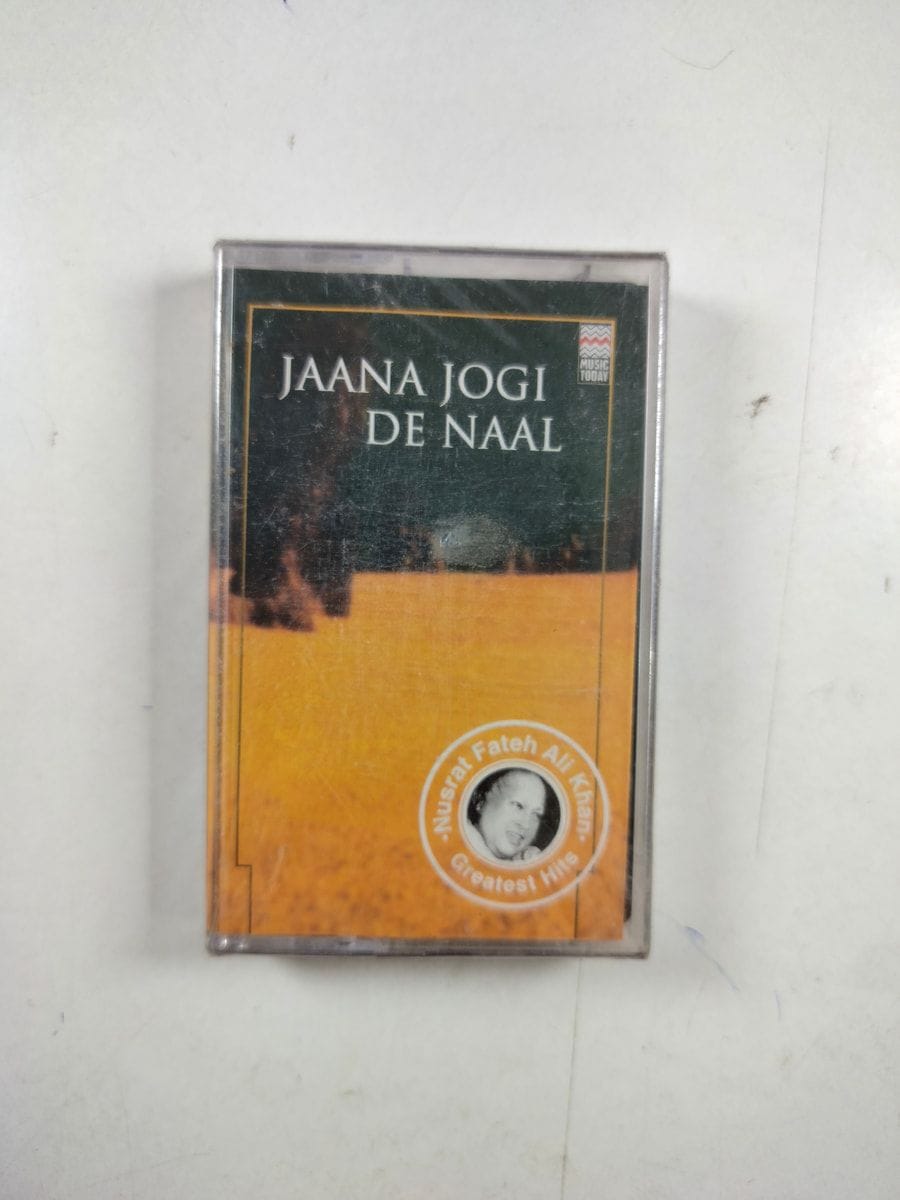 JAANA JOGI
DE NAAL
MUSIC
TODAY
·Nusrat Fateh Ali Khan·
Greatest Hits